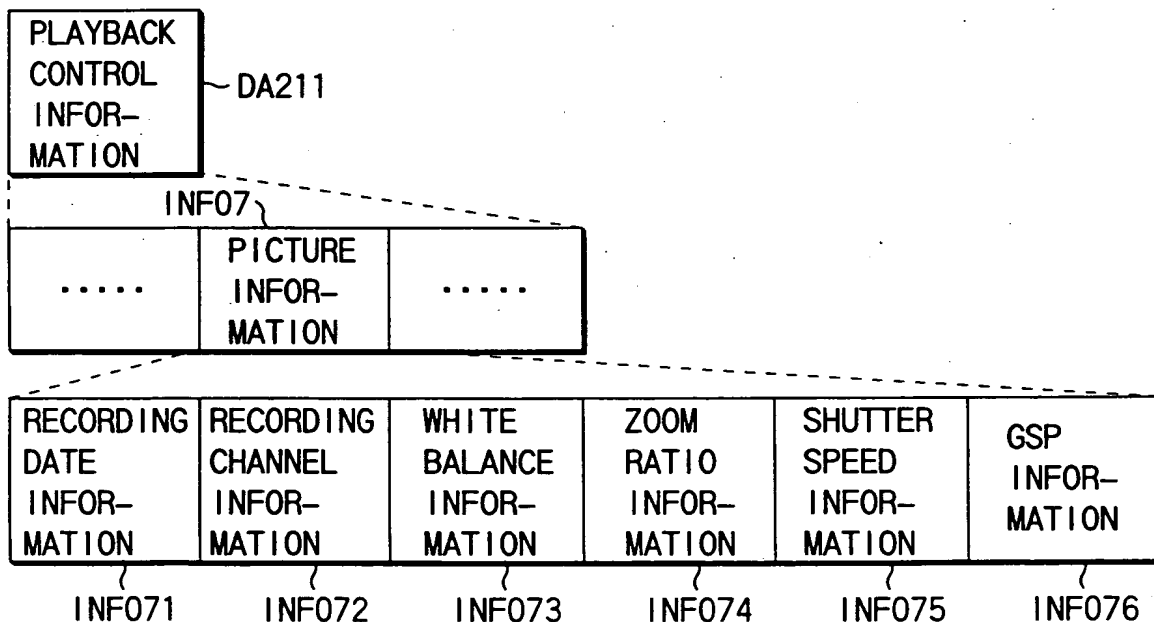 PLAYBACK
CONTROL
INFOR-
MATION
DA211
INF07
.....
PICTURE
INFOR-
MATION
.....
RECORDING
DATE
INFOR-
MATION
RECORDING
CHANNEL
INFOR-
MATION
WHITE
BALANCE
INFOR-
MATION
ZOOM
RATIO
INFOR-
MATION
SHUTTER
SPEED
INFOR-
MATION
GSP
INFOR-
MATION
INF071
INF072
INF073
INF074
INF075
INF076